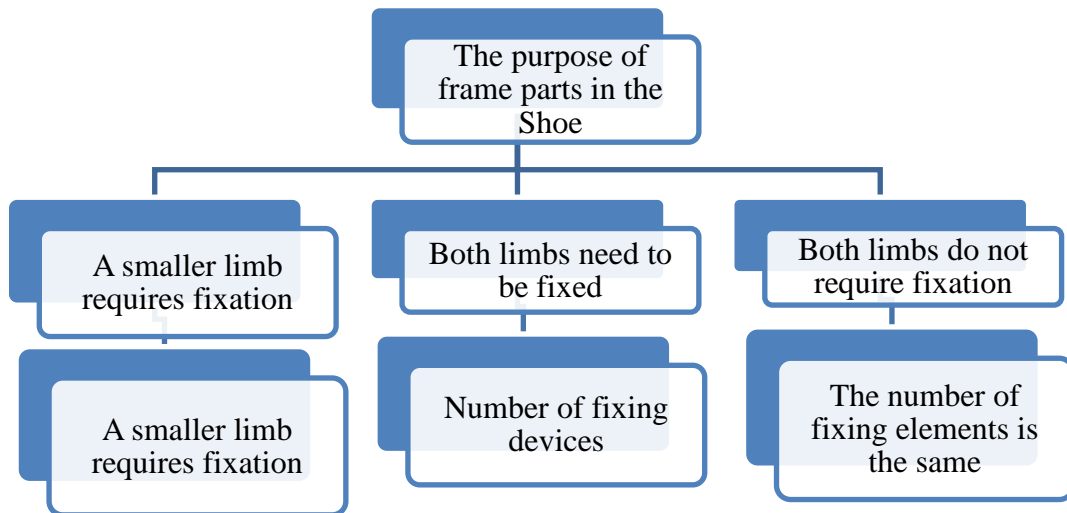 The purpose of
frame parts in the
Shoe
A smaller limb
requires fixation
Both limbs need to
be fixed
Both limbs do not
require fixation
A smaller limb
requires fixation
Number of fixing
devices
The number of
fixing elements is
the same